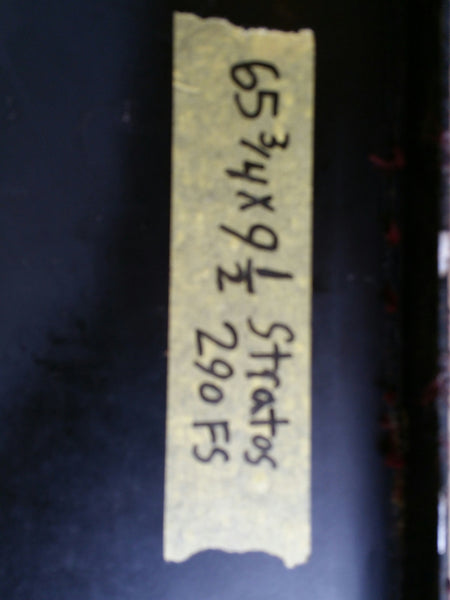 65 3/4 x 9 1/2 Stratos
290 FS